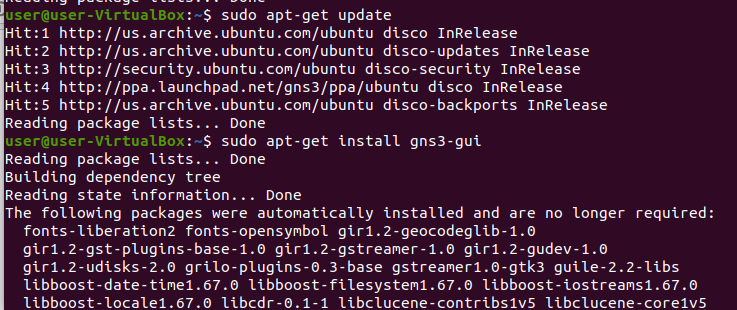 Reading package lists... Done
user@user-VirtualBox:~$ sudo apt-get update
Hit:1 http://us.archive.ubuntu.com/ubuntu disco InRelease
Hit:2 http://us.archive.ubuntu.com/ubuntu disco-updates InRelease
Hit:3 http://security.ubuntu.com/ubuntu disco-security InRelease
Hit:4 http://ppa.launchpad.net/gns3/ppa/ubuntu disco InRelease
Hit:5 http://us.archive.ubuntu.com/ubuntu disco-backports InRelease
Reading package lists... Done
user@user-VirtualBox:~$ sudo apt-get install gns3-gui
Reading package lists... Done
Building dependency tree
Reading state information... Done
The following packages were automatically installed and are no longer required:
  fonts-liberation2 fonts-opensymbol gir1.2-geocodeglib-1.0
  gir1.2-gst-plugins-base-1.0 gir1.2-gstreamer-1.0 gir1.2-gudev-1.0
  gir1.2-udisks-2.0 grilo-plugins-0.3-base gstreamer1.0-gtk3 guile-2.2-libs
  libboost-date-time1.67.0 libboost-filesystem1.67.0 libboost-iostreams1.67.0
  libboost-locale1.67.0 libcdr-0.1-1 libclucene-contribs1v5 libclucene-core1v5